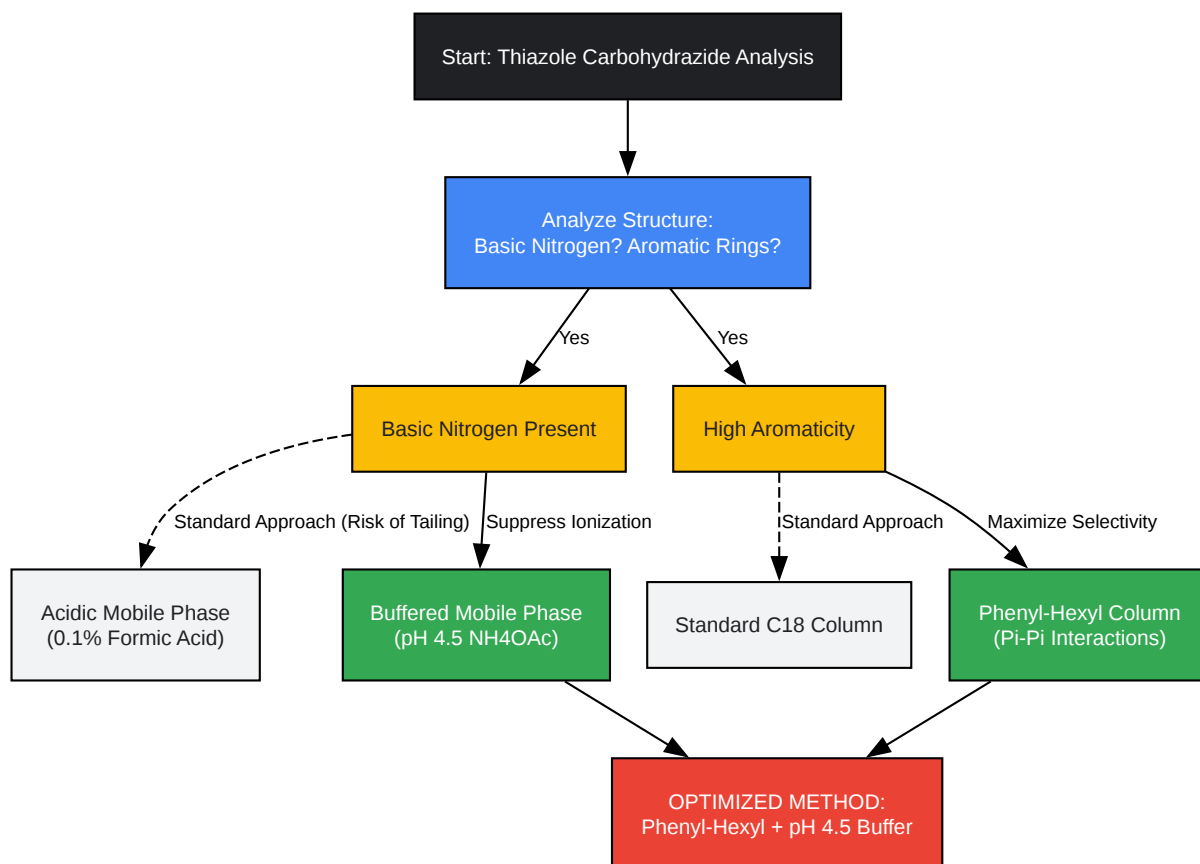 Start: Thiazole Carbohydrazide Analysis
Analyze Structure:
Basic Nitrogen? Aromatic Rings?
Yes
Yes
Basic Nitrogen Present
High Aromaticity
Standard Approach (Risk of Tailing)
Suppress Ionization
Standard Approach
Maximize Selectivity
Acidic Mobile Phase
(0.1% Formic Acid)
Buffered Mobile Phase
(pH 4.5 NH4OAc)
Standard C18 Column
Phenyl-Hexyl Column
(Pi-Pi Interactions)
OPTIMIZED METHOD:
Phenyl-Hexyl + pH 4.5 Buffer